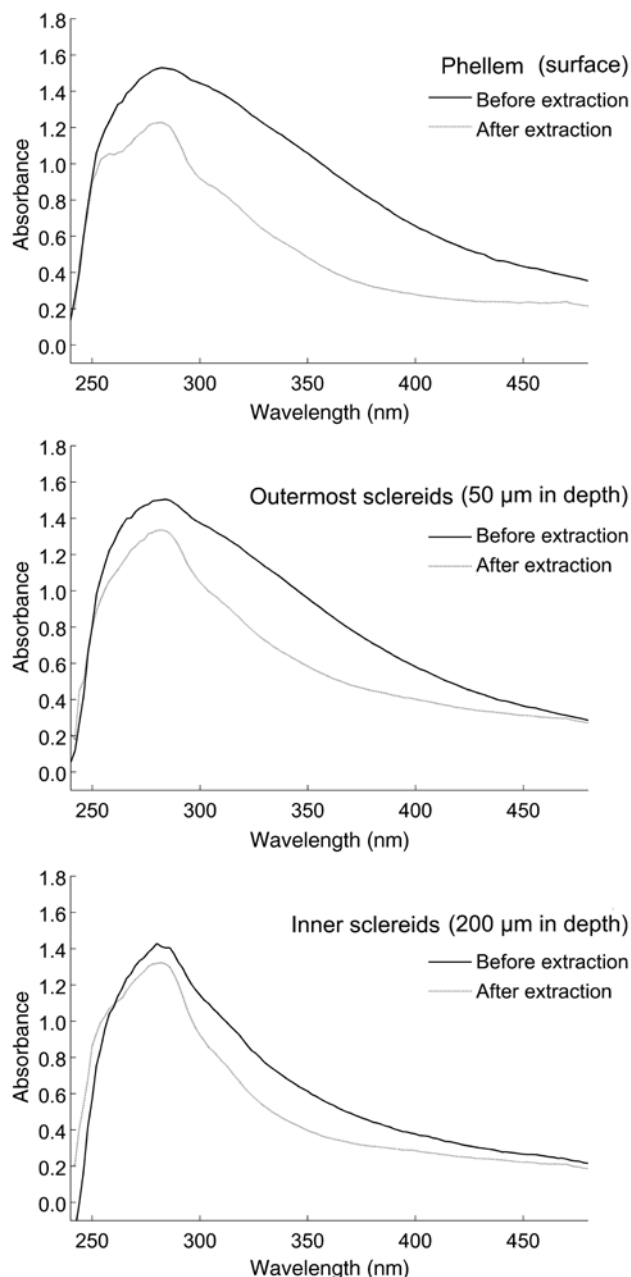 1.8
1.6
1.4
1.2
1.0
0.8
0.6
0.4
0.2
0.0
Absorbance
Phellem (surface)
Before extraction
After extraction
250 300 350 400 450
Wavelength (nm)
1.8
1.6
1.4
1.2
1.0
0.8
0.6
0.4
0.2
0.0
Absorbance
Outermost sclereids (50 µm in depth)
Before extraction
After extraction
250 300 350 400 450
Wavelength (nm)
1.8
1.6
1.4
1.2
1.0
0.8
0.6
0.4
0.2
0.0
Absorbance
Inner sclereids (200 µm in depth)
Before extraction
After extraction
250 300 350 400 450
Wavelength (nm)